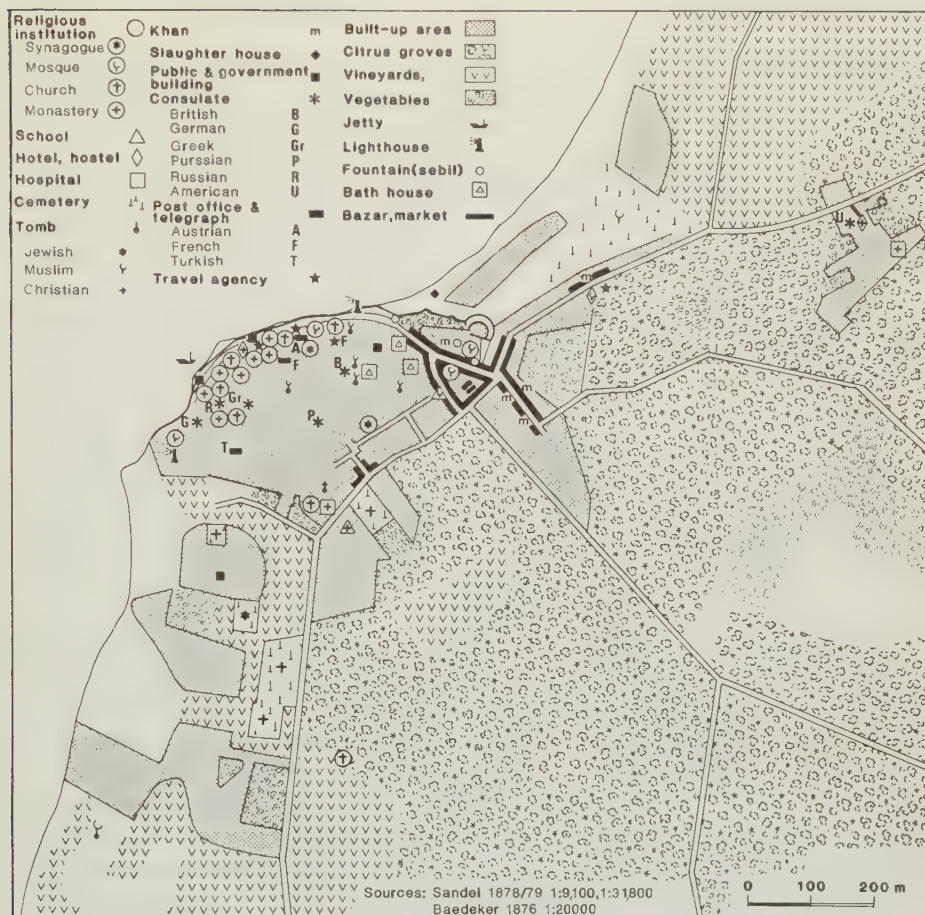 Religious
institution
Synagogue
Mosque
Church
Monastery
School
Hotel, hostel
Hospital
Cemetery
Tomb
Jewish
Muslim
Christian
Khan m
Slaughter house
Public & government
building
Consulate
British B
German G
Greek Gr
Purssian P
Russian R
American U
Post office &
telegraph
Austrian A
French F
Turkish T
Travel agency
Built-up area
Citrus groves
Vineyards,
Vegetables
Jetty
Lighthouse
Fountain(sebil)
Bath house
Bazar,market
U
m
F
A
m
F
B
Gr
R
m
m
G
P
m
T
Sources: Sandel 1878/79 1:9,100,1:31,800
Baedeker 1876 1:20000
0 100 200 m